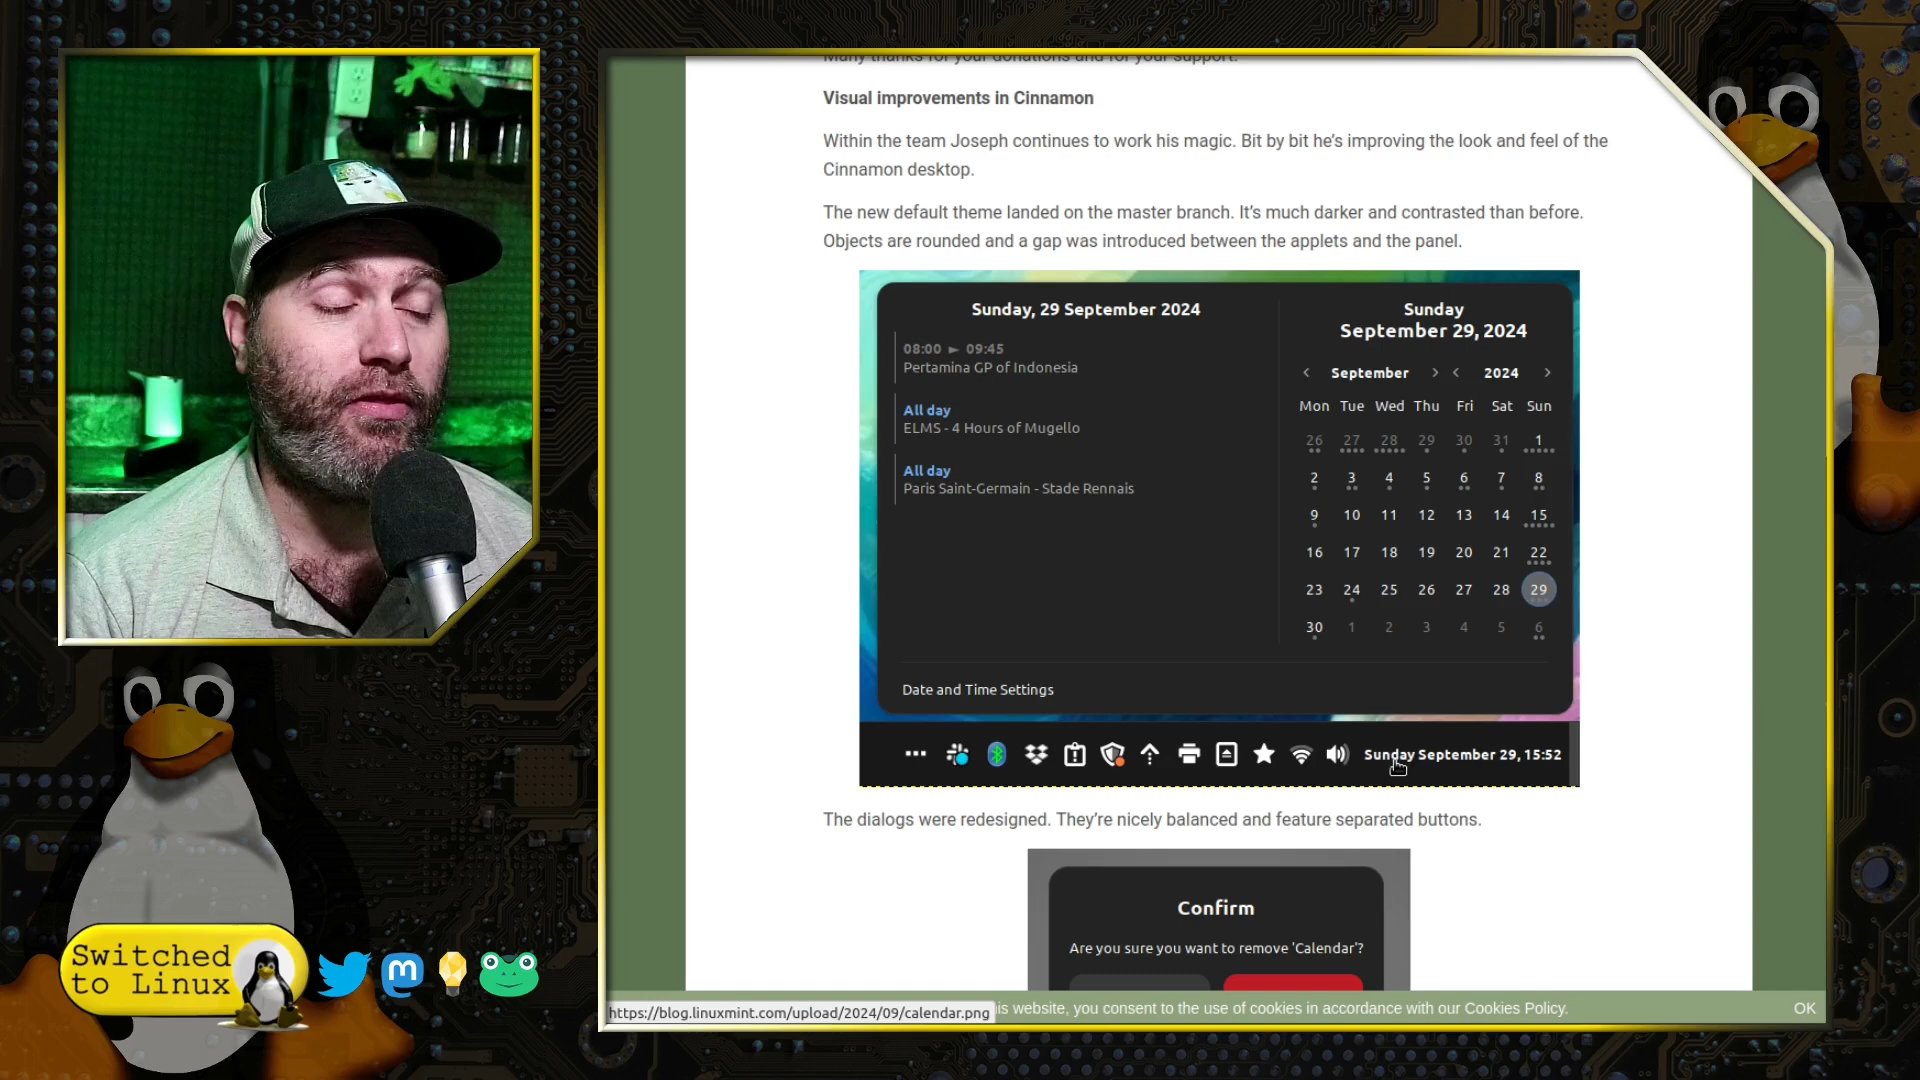 Many thanks for your donations and for your support.
Visual improvements in Cinnamon
Within the team Joseph continues to work his magic. Bit by bit he’s improving the look and feel of the
Cinnamon desktop.
The new default theme landed on the master branch. It’s much darker and contrasted than before.
Objects are rounded and a gap was introduced between the applets and the panel.
Sunday, 29 September 2024
08:00 ► 09:45
Pertamina GP of Indonesia
All day
ELMS - 4 Hours of Mugello
All day
Paris Saint-Germain - Stade Rennais
Sunday
September 29, 2024
‹ September › ‹ 2024 ›
Mon Tue Wed Thu Fri Sat Sun
26 27 28 29 30 31 1
2 3 4 5 6 7 8
9 10 11 12 13 14 15
16 17 18 19 20 21 22
23 24 25 26 27 28 29
30 1 2 3 4 5 6
Date and Time Settings
Sunday September 29, 15:52
The dialogs were redesigned. They’re nicely balanced and feature separated buttons.
Confirm
Are you sure you want to remove 'Calendar'?
https://blog.linuxmint.com/upload/2024/09/calendar.png
is website, you consent to the use of cookies in accordance with our Cookies Policy.
OK
Switched
to Linux